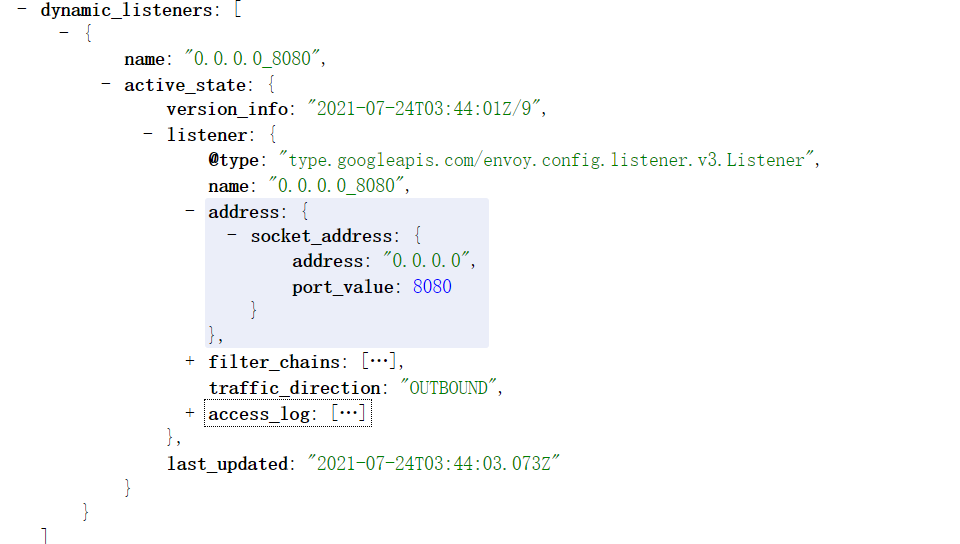 - dynamic_listeners: [
- {
name: "0.0.0.0_8080",
- active_state: {
version_info: "2021-07-24T03:44:01Z/9",
- listener: {
@type: "type.googleapis.com/envoy.config.listener.v3.Listener",
name: "0.0.0.0_8080",
- address: {
- socket_address: {
address: "0.0.0.0",
port_value: 8080
}
},
+ filter_chains: […],
traffic_direction: "OUTBOUND",
+ access_log: […]
},
last_updated: "2021-07-24T03:44:03.073Z"
}
}
]